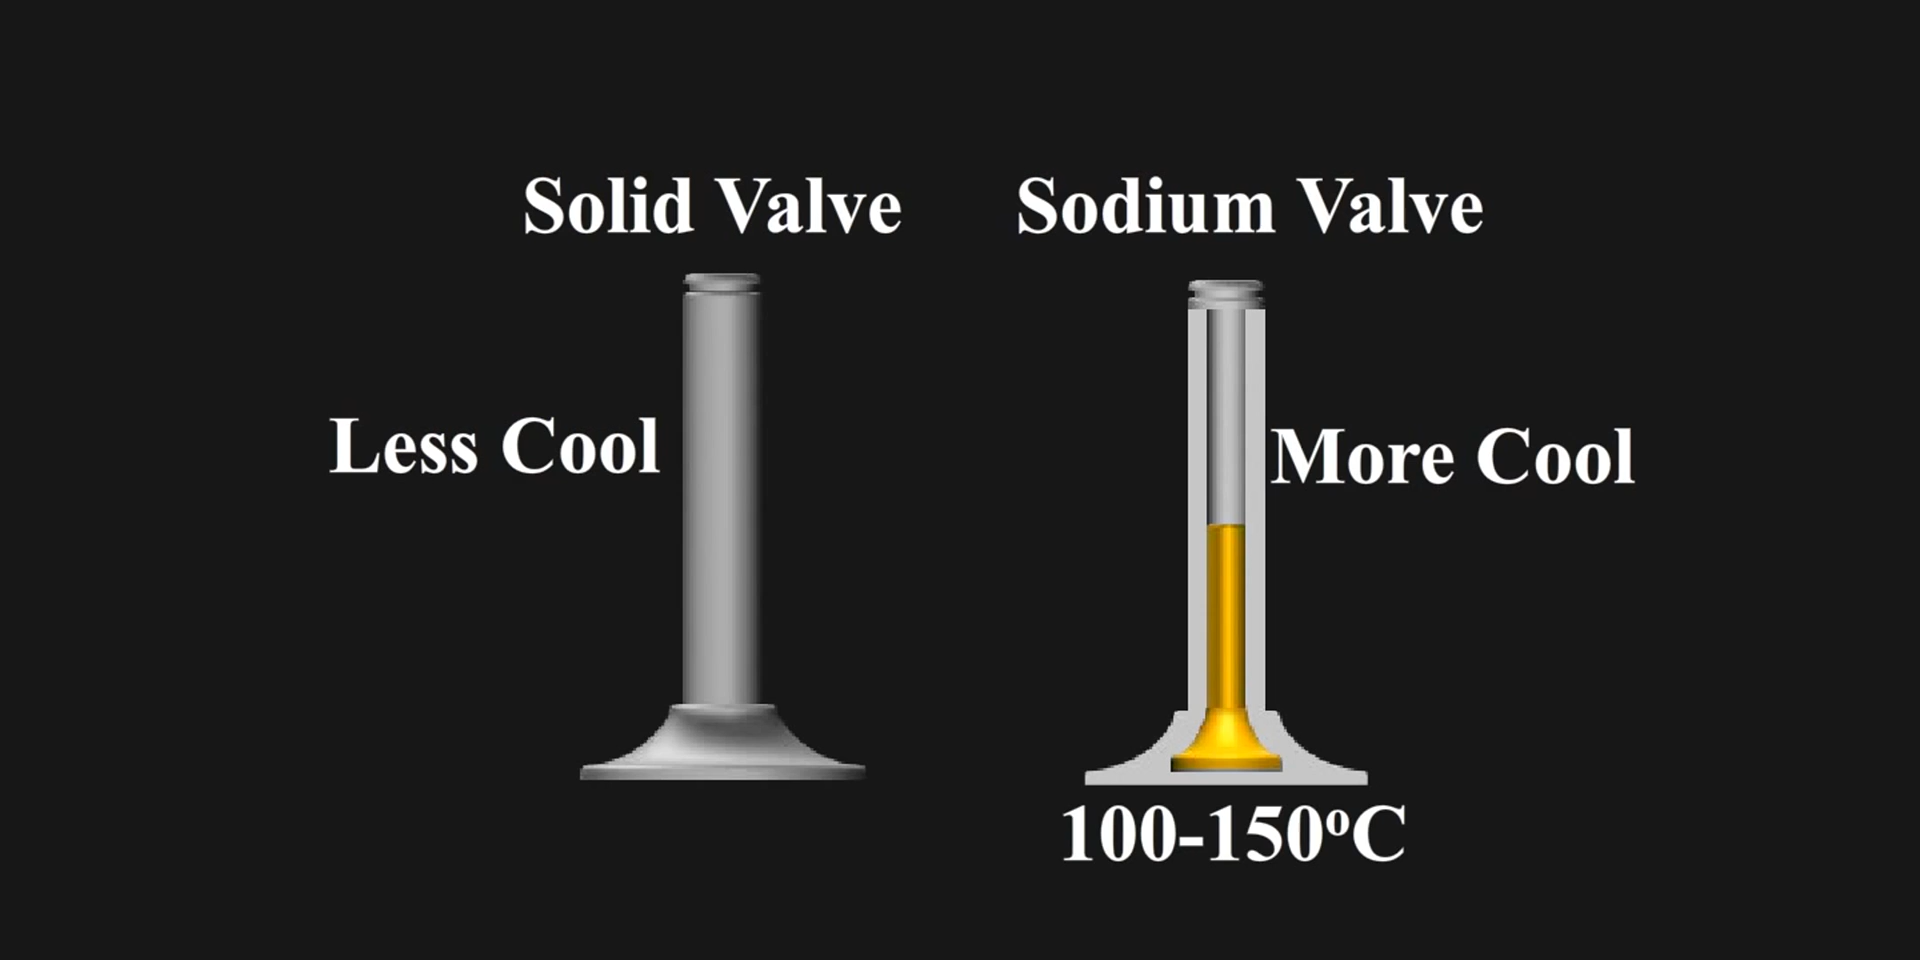 Solid Valve
Sodium Valve
Less Cool
More Cool
100-150ºC